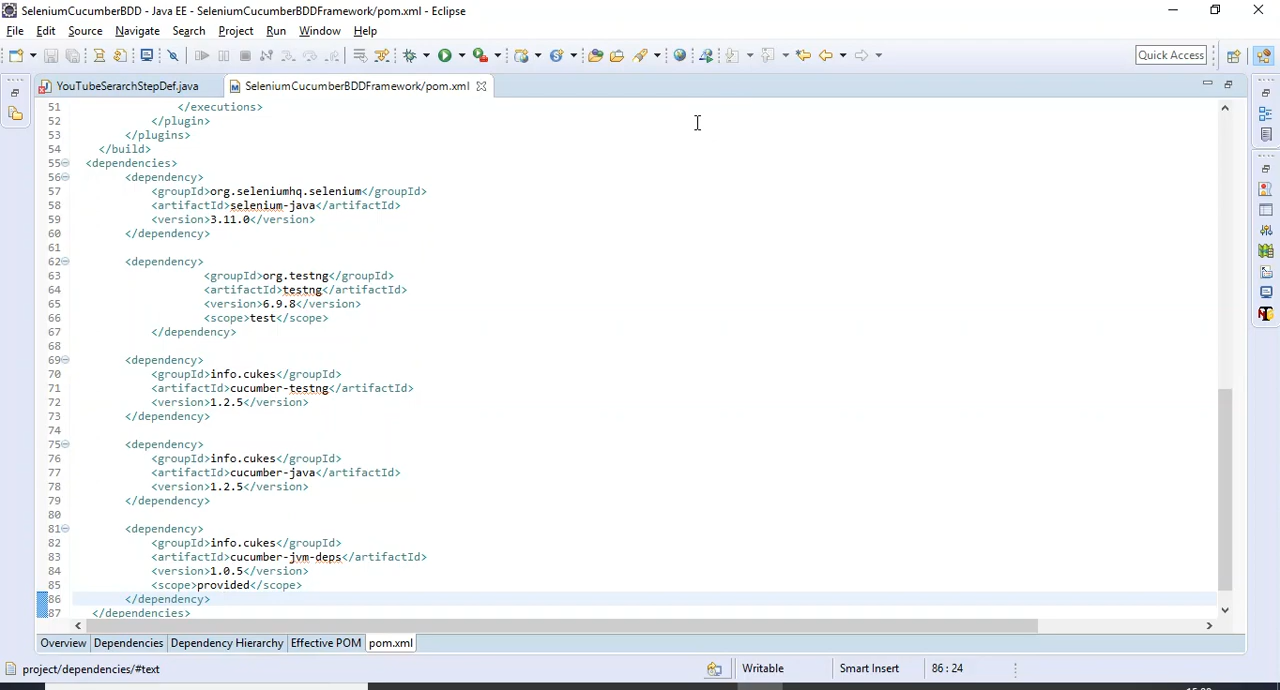 SeleniumCucumberBDD - Java EE - SeleniumCucumberBDDFramework/pom.xml - Eclipse
File Edit Source Navigate Search Project Run Window Help
Quick Access
YouTubeSerarchStepDef.java SeleniumCucumberBDDFramework/pom.xml
51 </executions>
52 </plugin>
53 </plugins>
54 </build>
55 <dependencies>
56 <dependency>
57 <groupId>org.seleniumhq.selenium</groupId>
58 <artifactId>selenium-java</artifactId>
59 <version>3.11.0</version>
60 </dependency>
61
62 <dependency>
63 <groupId>org.testng</groupId>
64 <artifactId>testng</artifactId>
65 <version>6.9.8</version>
66 <scope>test</scope>
67 </dependency>
68
69 <dependency>
70 <groupId>info.cukes</groupId>
71 <artifactId>cucumber-testng</artifactId>
72 <version>1.2.5</version>
73 </dependency>
74
75 <dependency>
76 <groupId>info.cukes</groupId>
77 <artifactId>cucumber-java</artifactId>
78 <version>1.2.5</version>
79 </dependency>
80
81 <dependency>
82 <groupId>info.cukes</groupId>
83 <artifactId>cucumber-jvm-deps</artifactId>
84 <version>1.0.5</version>
85 <scope>provided</scope>
86 </dependency>
87 </dependencies>
Overview Dependencies Dependency Hierarchy Effective POM pom.xml
project/dependencies/#text Writable Smart Insert 86 : 24